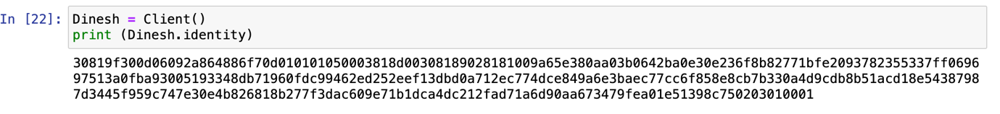 In [22]: Dinesh = Client()
print (Dinesh.identity)
30819f300d06092a864886f70d010101050003818d00308189028181009a65e380aa03b0642ba0e30e236f8b82771bfe2093782355337ff0696
97513a0fba93005193348db71960fdc99462ed252eef13dbd0a712ec774dce849a6e3baec77cc6f858e8cb7b330a4d9cdb8b51acd18e5438798
7d3445f959c747e30e4b826818b277f3dac609e71b1dca4dc212fad71a6d90aa673479fea01e51398c750203010001